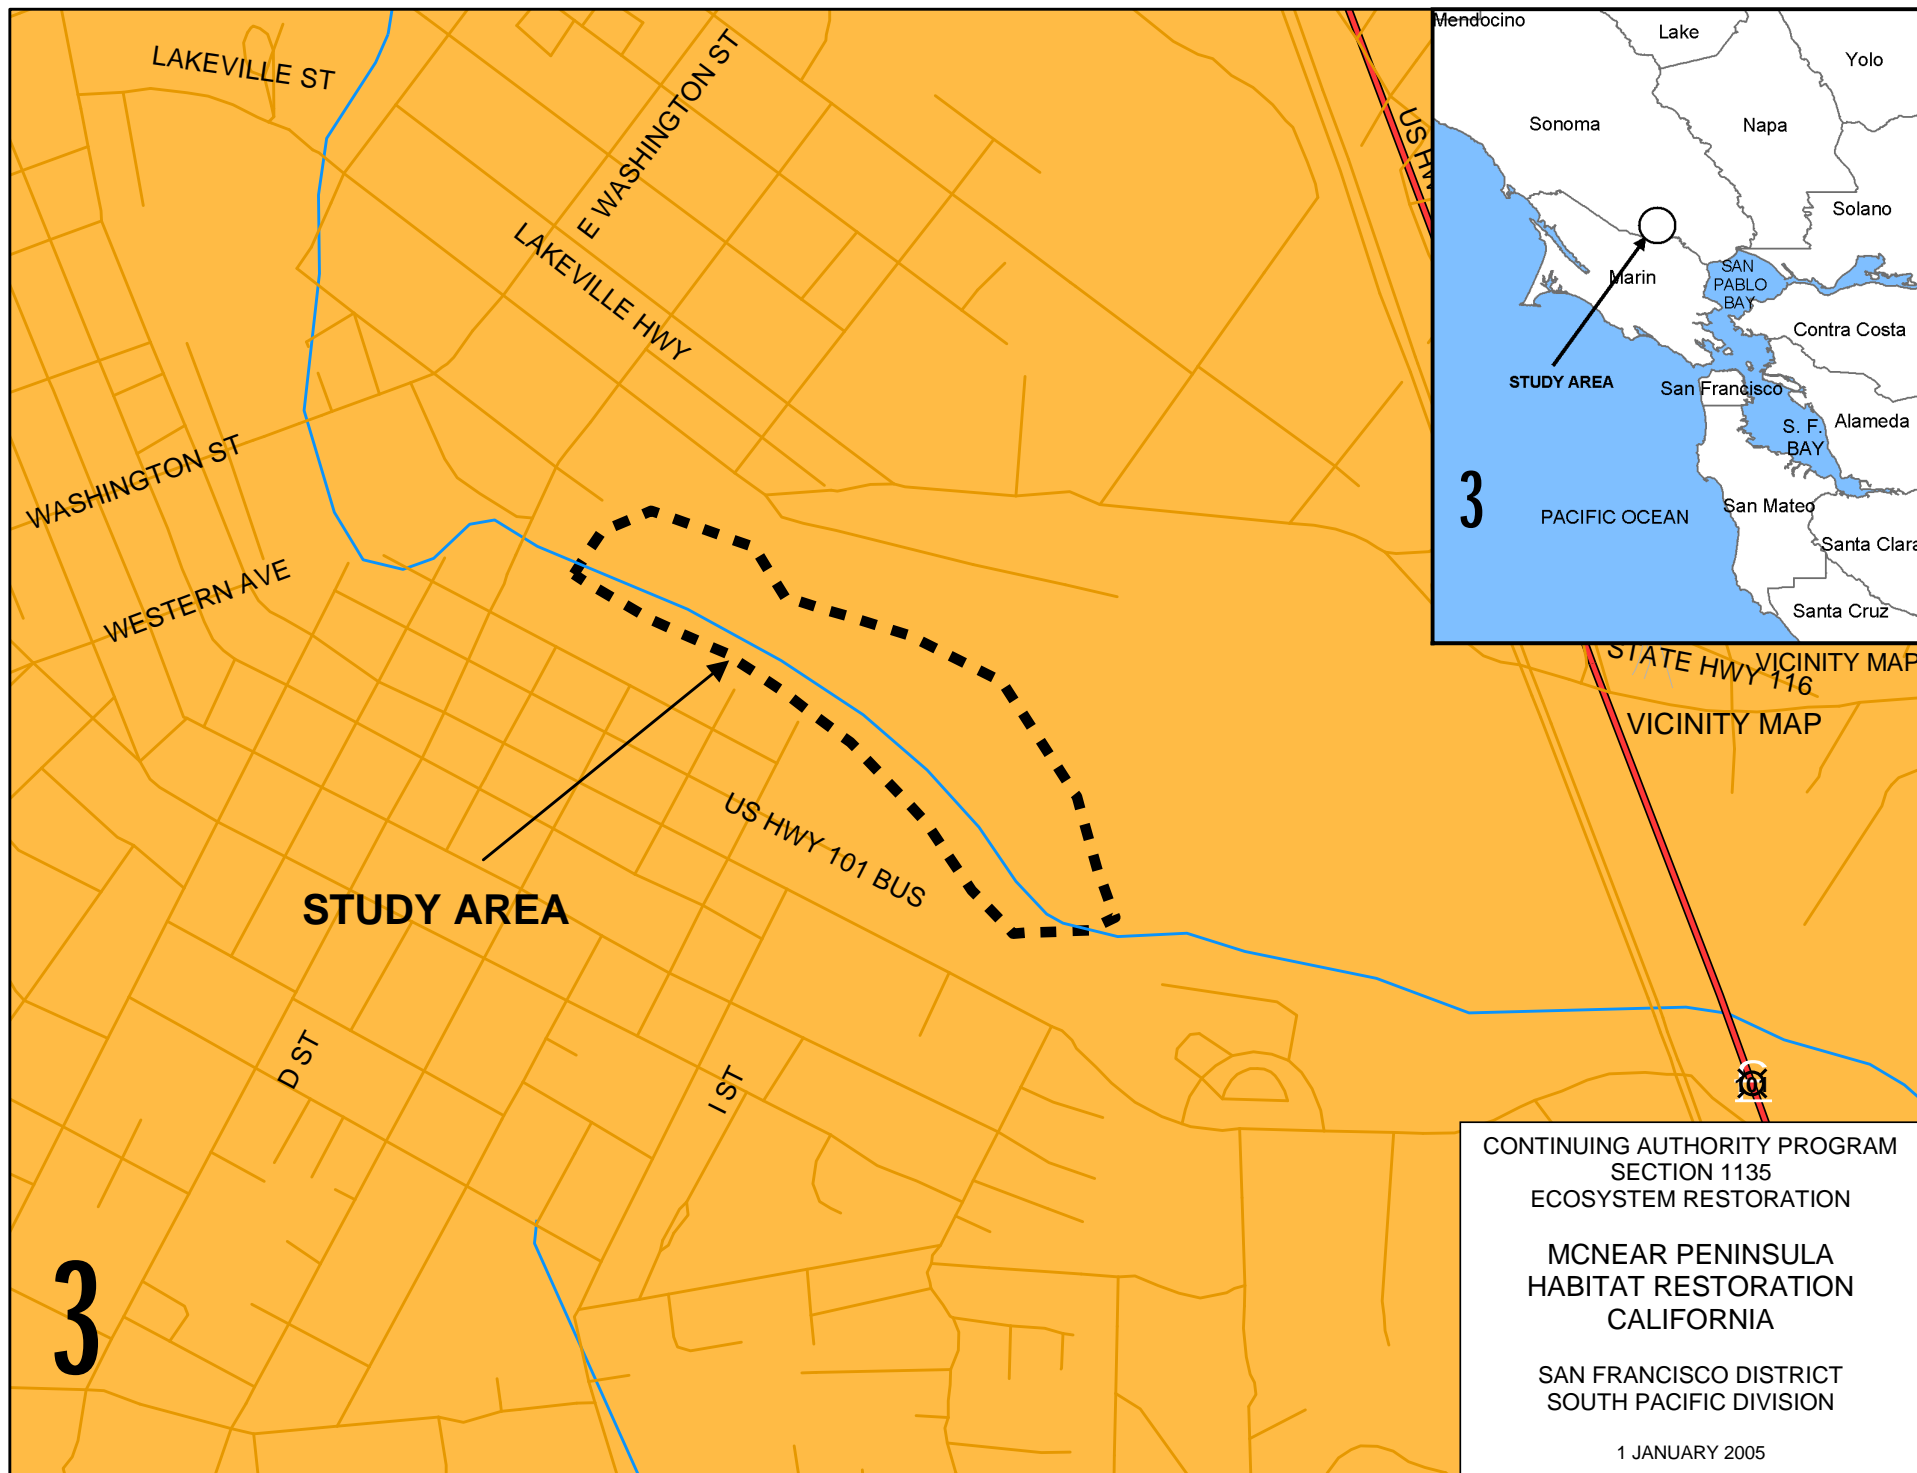 LAKEVILLE ST
E WASHINGTON ST
LAKEVILLE HWY
WASHINGTON ST
WESTERN AVE
US HWY 101 BUS
STUDY AREA
D ST
I ST
3
US HW
Mendocino
Lake
Yolo
Sonoma
Napa
Solano
Marin
SAN
PABLO
BAY
Contra Costa
STUDY AREA
San Francisco
Alameda
S. F.
BAY
3
PACIFIC OCEAN
San Mateo
Santa Clara
Santa Cruz
STATE HWY 116
VICINITY MAP
VICINITY MAP
CONTINUING AUTHORITY PROGRAM
SECTION 1135
ECOSYSTEM RESTORATION
MCNEAR PENINSULA
HABITAT RESTORATION
CALIFORNIA
SAN FRANCISCO DISTRICT
SOUTH PACIFIC DIVISION
1 JANUARY 2005